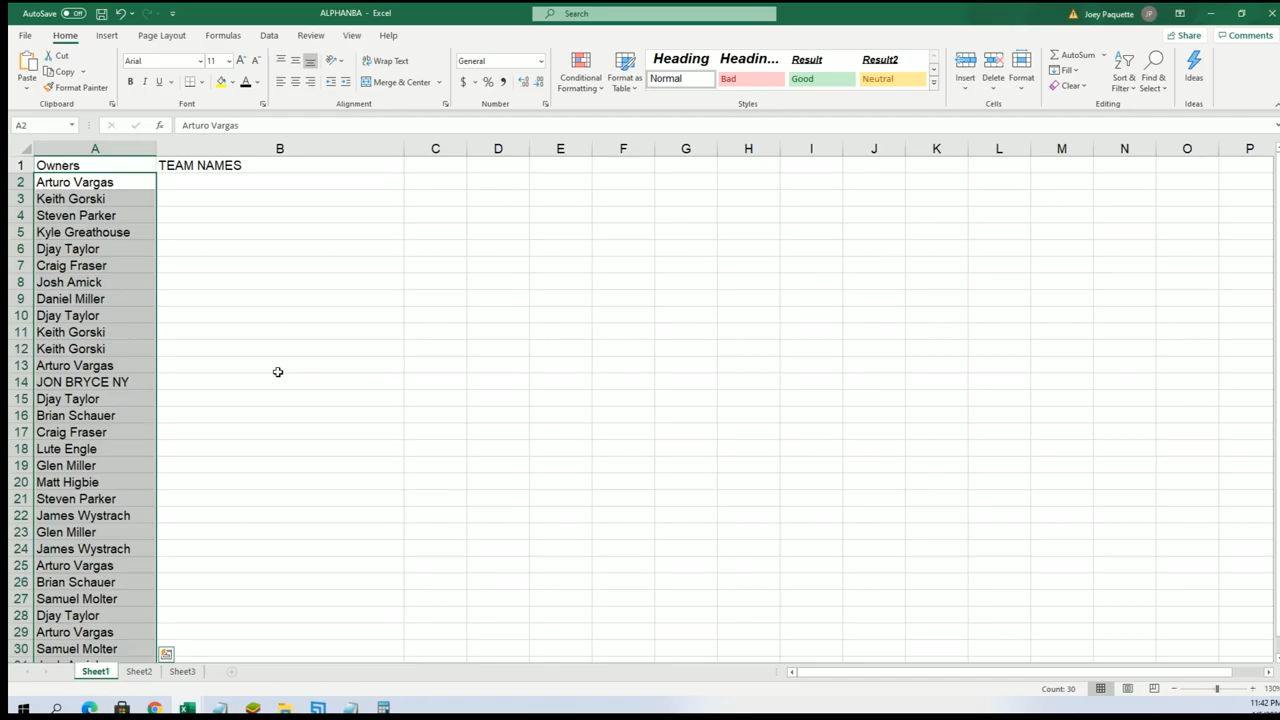 AutoSave Off ALPHANBA - Excel Search Joey Paquette JP
File Home Insert Page Layout Formulas Data Review View Help Share Comments
Paste Cut Copy Format Painter Clipboard
Arial 11 A A B I U A Font
Wrap Text Merge & Center Alignment
General $ % Number
Conditional Formatting Format as Table
Heading Headin... Result Result2
Normal Bad Good Neutral
Styles
Insert Delete Format Cells
AutoSum Fill Clear Sort & Filter Find & Select Editing
Ideas Ideas
A2 fx Arturo Vargas
A B C D E F G H I J K L M N O P
1 Owners TEAM NAMES
2 Arturo Vargas
3 Keith Gorski
4 Steven Parker
5 Kyle Greathouse
6 Djay Taylor
7 Craig Fraser
8 Josh Amick
9 Daniel Miller
10 Djay Taylor
11 Keith Gorski
12 Keith Gorski
13 Arturo Vargas
14 JON BRYCE NY
15 Djay Taylor
16 Brian Schauer
17 Craig Fraser
18 Lute Engle
19 Glen Miller
20 Matt Higbie
21 Steven Parker
22 James Wystrach
23 Glen Miller
24 James Wystrach
25 Arturo Vargas
26 Brian Schauer
27 Samuel Molter
28 Djay Taylor
29 Arturo Vargas
30 Samuel Molter
Sheet1 Sheet2 Sheet3
Count: 30 130%
11:42 PM